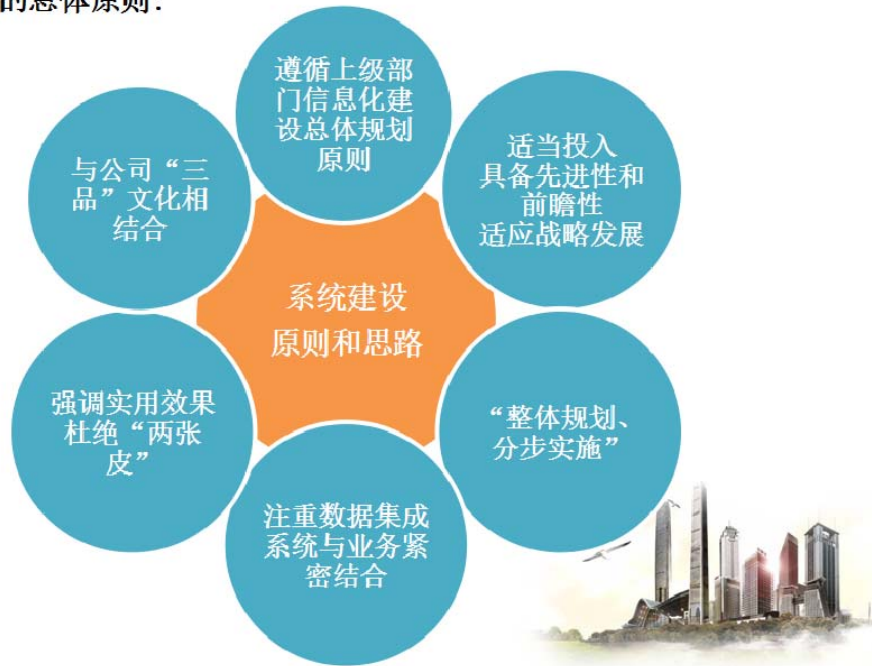 的总体原则：
遵循上级部
门信息化建
设总体规划
原则
适当投入
具备先进性和
前瞻性
适应战略发展
“整体规划、
分步实施”
注重数据集成
系统与业务紧
密结合
强调实用效果
杜绝“两张
皮”
与公司“三
品”文化相
结合
系统建设
原则和思路